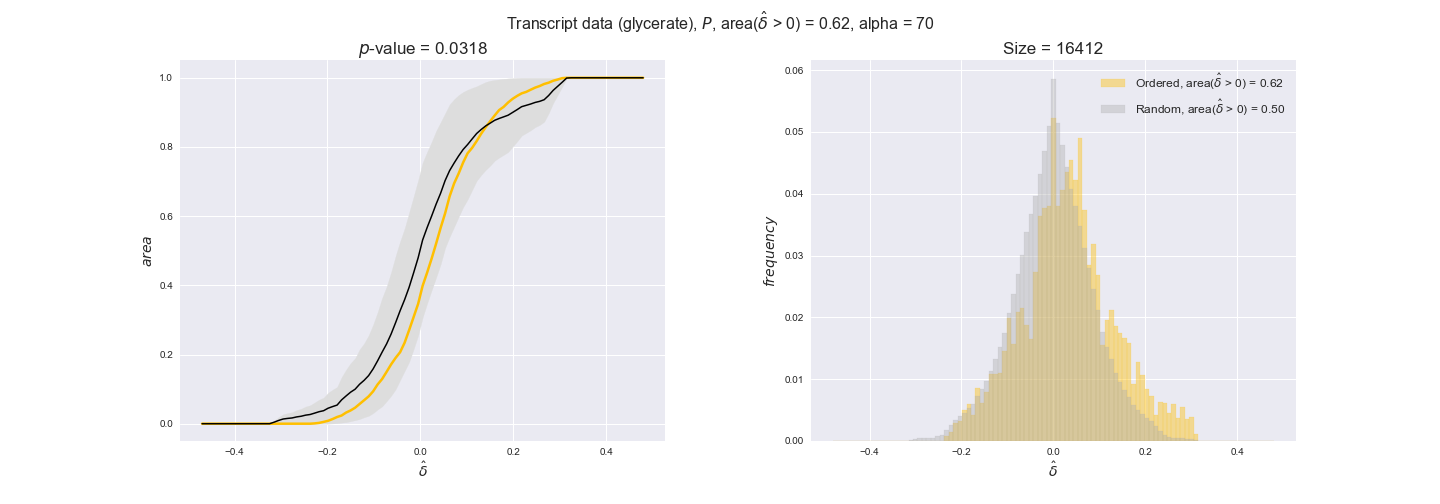 Transcript data (glycerate), P, area(δ̂ > 0) = 0.62, alpha = 70
p-value = 0.0318
1.0
0.8
0.6
0.4
0.2
0.0
area
−0.4 −0.2 0.0 0.2 0.4
δ̂
Size = 16412
0.06
0.05
0.04
0.03
0.02
0.01
0.00
frequency
Ordered, area(δ̂ > 0) = 0.62
Random, area(δ̂ > 0) = 0.50
−0.4 −0.2 0.0 0.2 0.4
δ̂